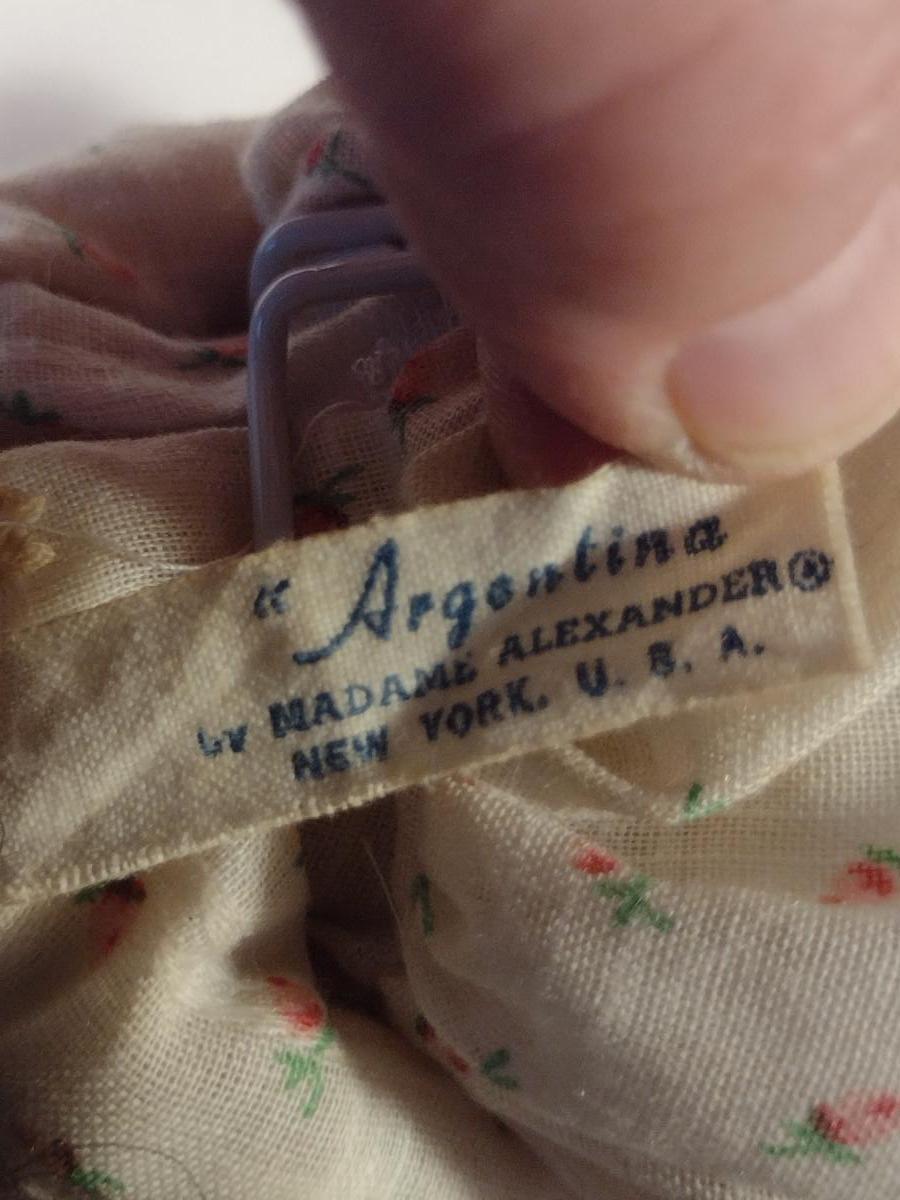 “Argentina
by MADAME ALEXANDER®
NEW YORK, U. S. A.